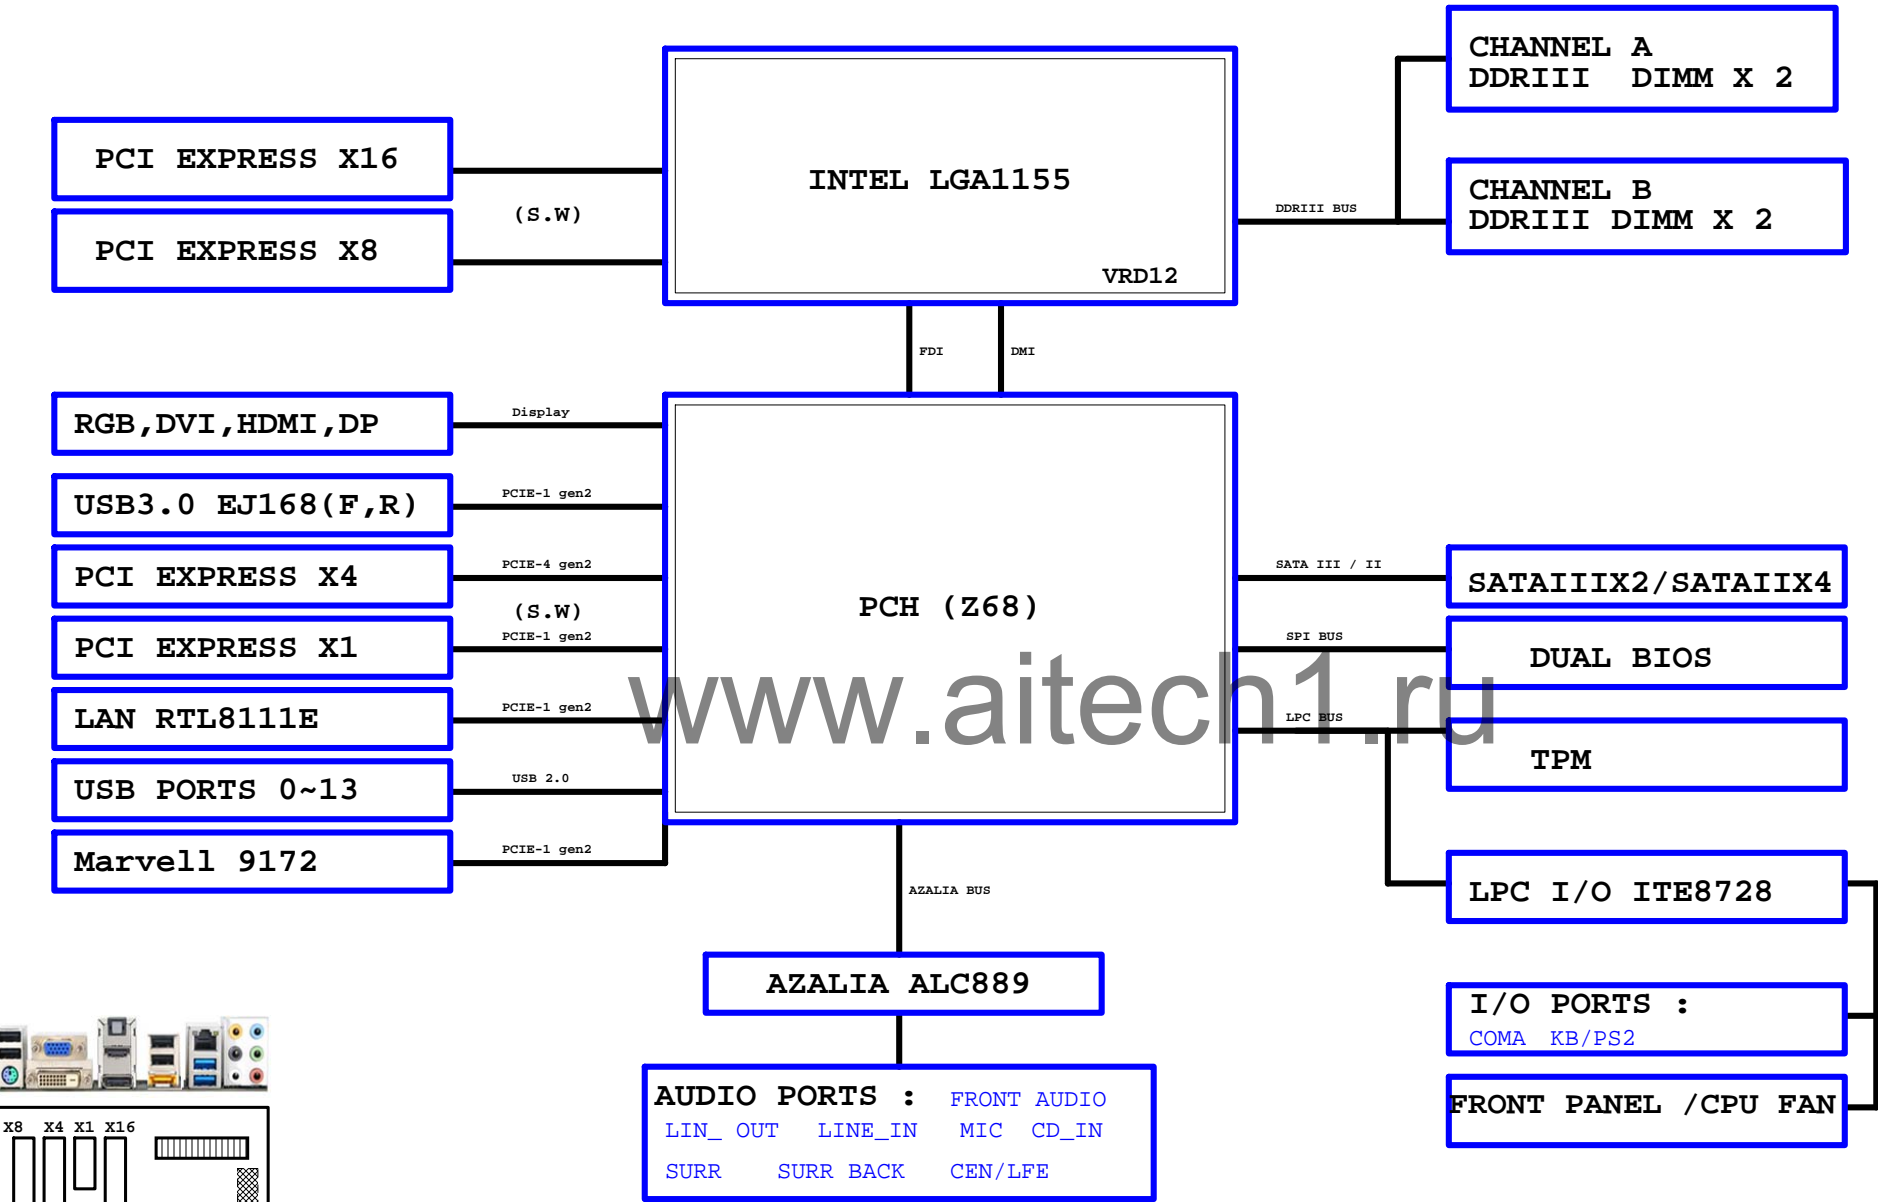 CHANNEL A
DDRIII DIMM X 2
PCI EXPRESS X16
INTEL LGA1155
CHANNEL B
DDRIII DIMM X 2
(S.W)
DDRIII BUS
PCI EXPRESS X8
VRD12
FDI
DMI
RGB,DVI,HDMI,DP
Display
USB3.0 EJ168(F,R)
PCIE-1 gen2
PCI EXPRESS X4
PCIE-4 gen2
SATA III / II
SATAIIIX2/SATAIIX4
(S.W)
PCH (Z68)
PCI EXPRESS X1
PCIE-1 gen2
SPI BUS
DUAL BIOS
www.aitech1.ru
LAN RTL8111E
PCIE-1 gen2
LPC BUS
TPM
USB PORTS 0~13
USB 2.0
Marvell 9172
PCIE-1 gen2
AZALIA BUS
LPC I/O ITE8728
AZALIA ALC889
I/O PORTS :
COMA KB/PS2
AUDIO PORTS : FRONT AUDIO
LIN_ OUT LINE_IN MIC CD_IN
SURR SURR BACK CEN/LFE
FRONT PANEL /CPU FAN
X8 X4 X1 X16